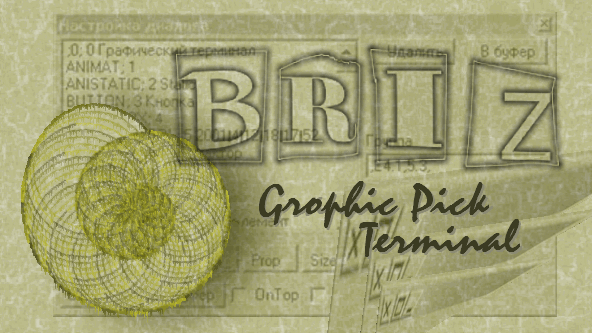 Настройка диалога
;0; 0 Графический терминал
ANIMAT; 1
ANISTATIC; 2 Static
BUTTON; 3 Кнопка
Удалить
В буфер
BRIZ
Группа
Graphic Pick
Terminal
Prop
Size
OnTop